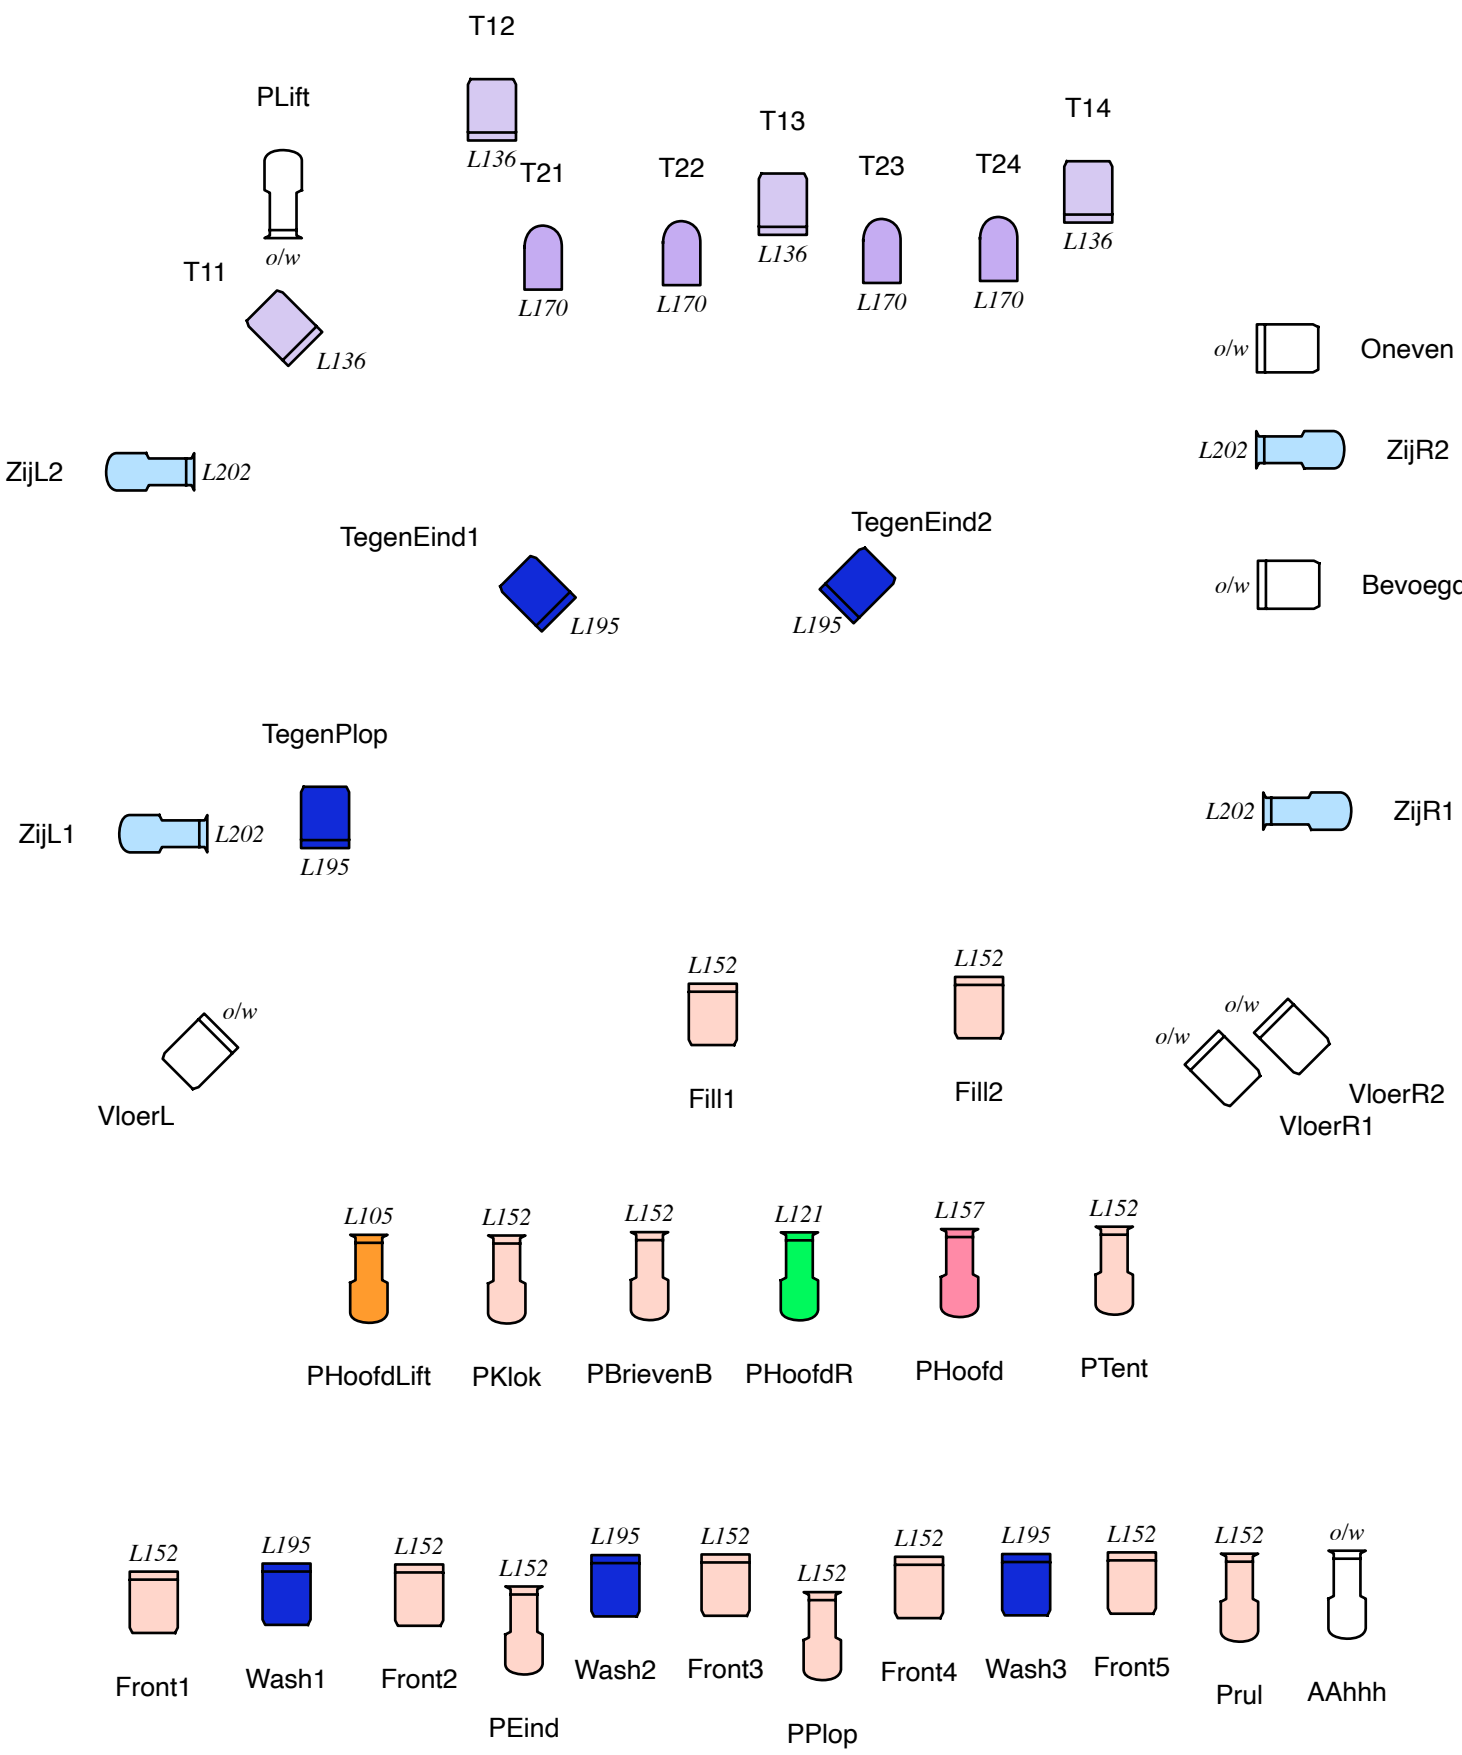 T12
PLift
T13
T14
L136
T21
T22
T23
T24
o/w
L136
L136
T11
L170
L170
L170
L170
L136
o/w
Oneven
ZijL2
L202
L202
ZijR2
TegenEind1
TegenEind2
o/w
L195
L195
TegenPlop
ZijL1
L202
L202
ZijR1
L195
L152
L152
o/w
o/w
o/w
Fill1
Fill2
VloerL
VloerR2
VloerR1
L105
L152
L152
L121
L157
L152
PHoofdLift
PKlok
PBrievenB
PHoofdR
PHoofd
PTent
L152
L195
L152
L152
L195
L152
L152
L152
L195
L152
L152
o/w
Front1
Wash1
Front2
PEind
Wash2
Front3
PPlop
Front4
Wash3
Front5
Prul
AAhhh